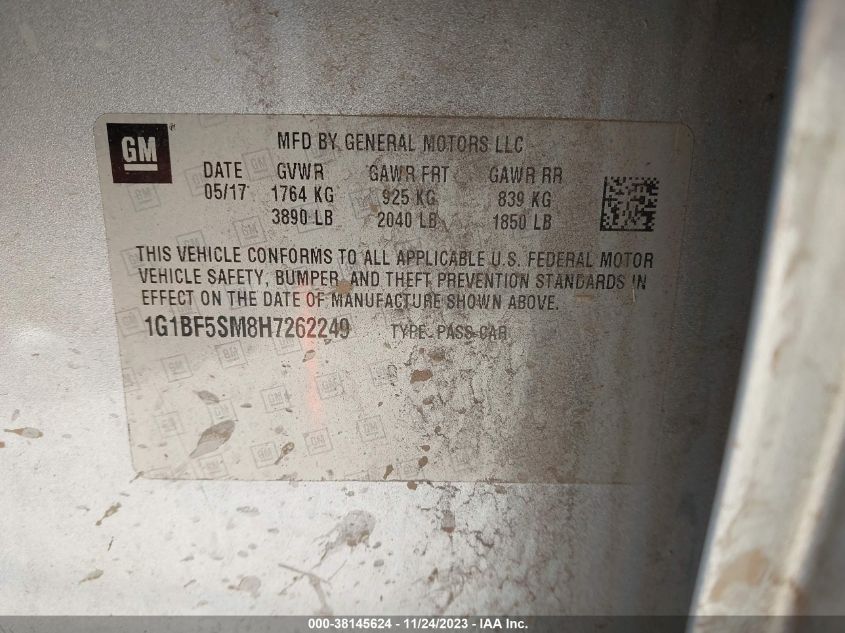 GM
MFD BY GENERAL MOTORS LLC
DATE GVWR GAWR FRT GAWR RR
05/17 1764 KG 925 KG 839 KG
3890 LB 2040 LB 1850 LB
THIS VEHICLE CONFORMS TO ALL APPLICABLE U.S. FEDERAL MOTOR
VEHICLE SAFETY, BUMPER, AND THEFT PREVENTION STANDARDS IN
EFFECT ON THE DATE OF MANUFACTURE SHOWN ABOVE.
1G1BF5SM8H7262249 TYPE: PASS CAR
000-38145624 - 11/24/2023 - IAA Inc.